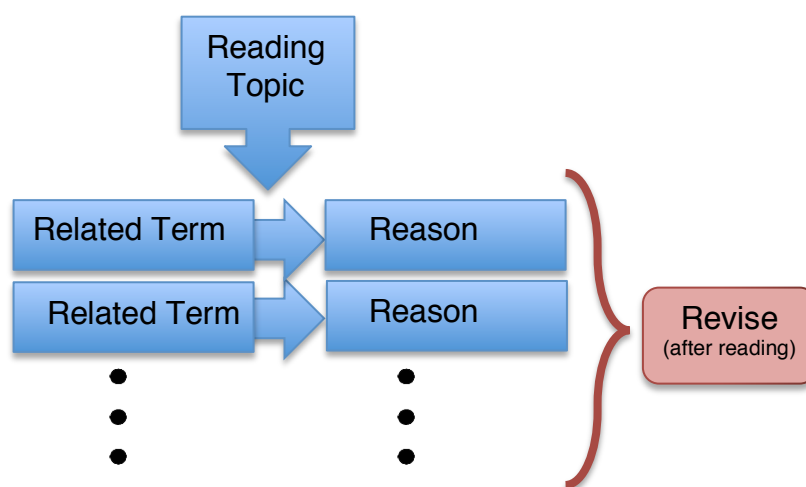 Reading
Topic
Related Term
Reason
Related Term
Reason
Revise
(after reading)